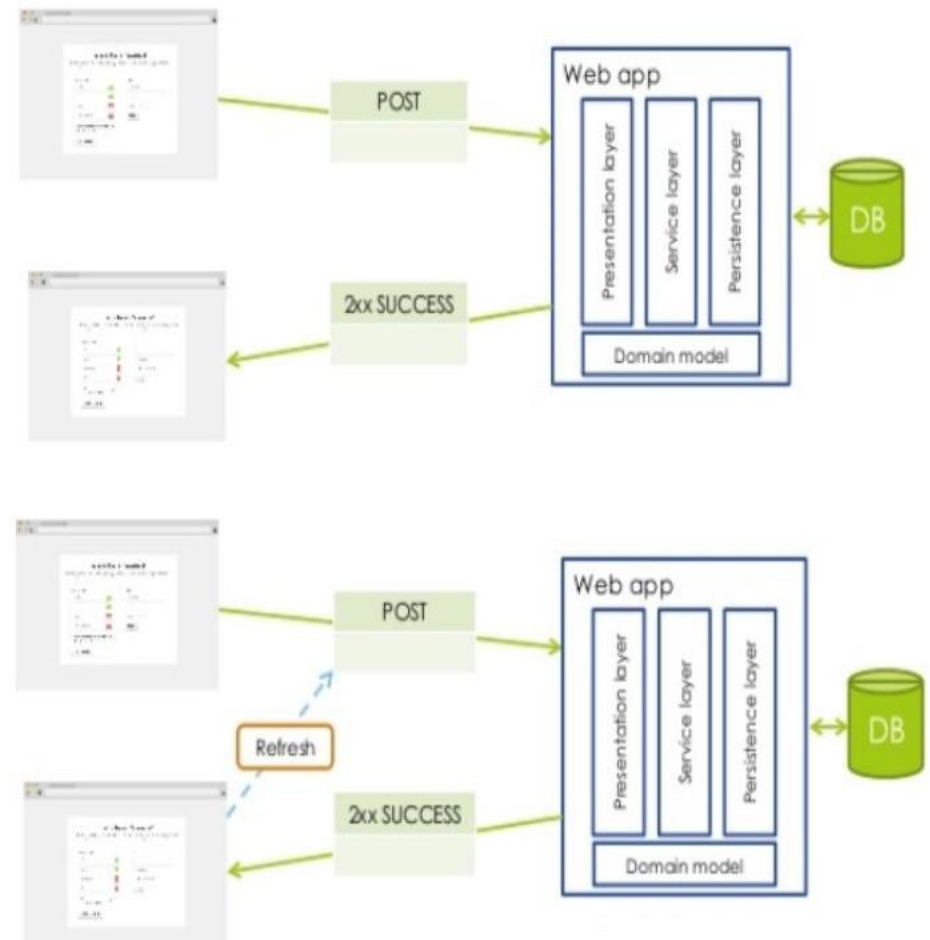 POST
Web app
Presentation layer
Service layer
Persistence layer
Domain model
DB
2xx SUCCESS
POST
Web app
Presentation layer
Service layer
Persistence layer
Domain model
DB
Refresh
2xx SUCCESS